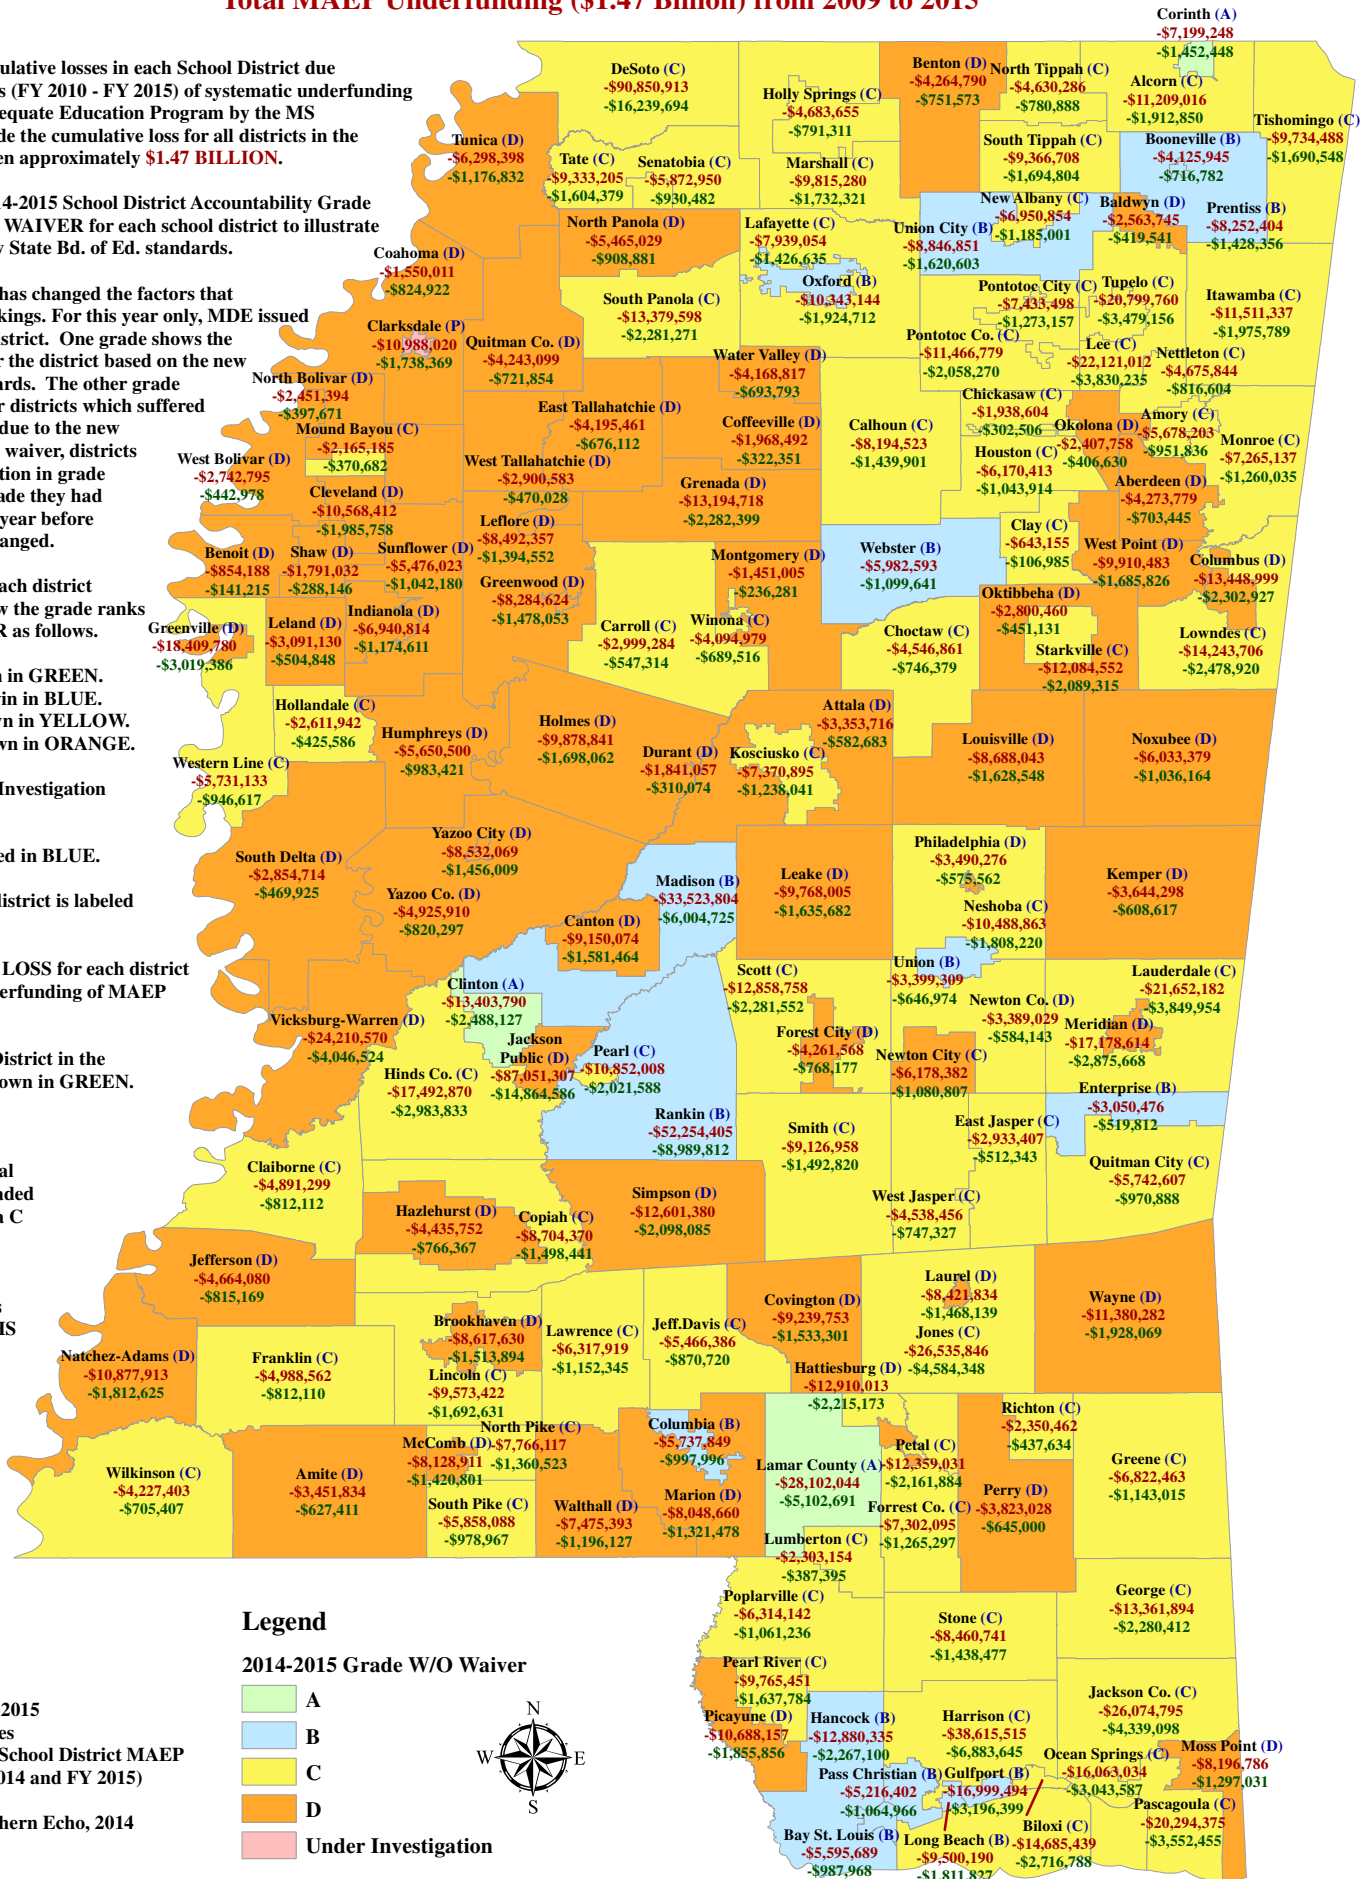 Total MAEP Underfunding ($1.47 Billion) from 2009 to 2015
ulative losses in each School District due
s (FY 2010 - FY 2015) of systematic underfunding
equate Education Program by the MS
de the cumulative loss for all districts in the
en approximately $1.47 BILLION.
14-2015 School District Accountability Grade
WAIVER for each school district to illustrate
y State Bd. of Ed. standards.
has changed the factors that
kings. For this year only, MDE issued
istrict. One grade shows the
r the district based on the new
ards. The other grade
r districts which suffered
due to the new
waiver, districts
tion in grade
ade they had
year before
anged.
each district
w the grade ranks
R as follows.
n in GREEN.
vin in BLUE.
wn in YELLOW.
wn in ORANGE.
Investigation
ed in BLUE.
district is labeled
LOSS for each district
derfunding of MAEP
District in the
own in GREEN.
al
aded
a C
s
HS
-2015
es
School District MAEP
014 and FY 2015)
hern Echo, 2014
Corinth (A)
-$7,199,248
-$1,452,448
DeSoto (C)
-$90,850,913
-$16,239,694
Holly Springs (C)
-$4,683,655
-$791,311
Benton (D)
-$4,264,790
-$751,573
North Tippah (C)
-$4,630,286
-$780,888
Alcorn (C)
-$11,209,016
-$1,912,850
Tishomingo (C)
-$9,734,488
-$1,690,548
Tunica (D)
-$6,298,398
-$1,176,832
Tate (C)
-$9,333,205
-$1,604,379
Senatobia (C)
-$5,872,950
-$930,482
Marshall (C)
-$9,815,280
-$1,732,321
South Tippah (C)
-$9,366,708
-$1,694,804
Booneville (B)
-$4,125,945
-$716,782
North Panola (D)
-$5,465,029
-$908,881
Lafayette (C)
-$7,939,054
-$1,426,635
Union City (B)
-$8,846,851
-$1,620,603
New Albany (C)
-$6,950,854
-$1,185,001
Baldwyn (D)
-$2,563,745
-$419,541
Prentiss (B)
-$8,252,404
-$1,428,356
Coahoma (D)
-$1,550,011
-$824,922
South Panola (C)
-$13,379,598
-$2,281,271
Oxford (B)
-$10,343,144
-$1,924,712
Pontotoc City (C)
-$7,433,498
-$1,273,157
Tupelo (C)
-$20,799,760
-$3,479,156
Itawamba (C)
-$11,511,337
-$1,975,789
Clarksdale (P)
-$10,988,020
-$1,738,369
Quitman Co. (D)
-$4,243,099
-$721,854
Water Valley (D)
-$4,168,817
-$693,793
Pontotoc Co. (C)
-$11,466,779
-$2,058,270
Lee (C)
-$22,121,012
-$3,830,235
Nettleton (C)
-$4,675,844
-$816,604
North Bolivar (D)
-$2,451,394
-$397,671
Mound Bayou (C)
-$2,165,185
-$370,682
East Tallahatchie (D)
-$4,195,461
-$676,112
Coffeeville (D)
-$1,968,492
-$322,351
Calhoun (C)
-$8,194,523
-$1,439,901
Chickasaw (C)
-$1,938,604
-$302,506
Okolona (D)
-$2,407,758
-$406,630
Amory (C)
-$5,678,203
-$951,836
Monroe (C)
-$7,265,137
-$1,260,035
West Bolivar (D)
-$2,742,795
-$442,978
Cleveland (D)
-$10,568,412
-$1,985,758
West Tallahatchie (D)
-$2,900,583
-$470,028
Grenada (D)
-$13,194,718
-$2,282,399
Houston (C)
-$6,170,413
-$1,043,914
Aberdeen (D)
-$4,273,779
-$703,445
Benoit (D)
-$854,188
-$141,215
Shaw (D)
-$1,791,032
-$288,146
Sunflower (D)
-$5,476,023
-$1,042,180
Leflore (D)
-$8,492,357
-$1,394,552
Greenwood (D)
-$8,284,624
-$1,478,053
Montgomery (D)
-$1,451,005
-$236,281
Webster (B)
-$5,982,593
-$1,099,641
Clay (C)
-$643,155
-$106,985
West Point (D)
-$9,910,483
-$1,685,826
Columbus (D)
-$13,448,999
-$2,302,927
Greenville (D)
-$18,409,780
-$3,019,386
Leland (D)
-$3,091,130
-$504,848
Indianola (D)
-$6,940,814
-$1,174,611
Carroll (C)
-$2,999,284
-$547,314
Winona (C)
-$4,094,979
-$689,516
Choctaw (C)
-$4,546,861
-$746,379
Oktibbeha (D)
-$2,800,460
-$451,131
Starkville (C)
-$12,084,552
-$2,089,315
Lowndes (C)
-$14,243,706
-$2,478,920
Hollandale (C)
-$2,611,942
-$425,586
Humphreys (D)
-$5,650,500
-$983,421
Holmes (D)
-$9,878,841
-$1,698,062
Durant (D)
-$1,841,057
-$310,074
Kosciusko (C)
-$7,370,895
-$1,238,041
Attala (D)
-$3,353,716
-$582,683
Louisville (D)
-$8,688,043
-$1,628,548
Noxubee (D)
-$6,033,379
-$1,036,164
Western Line (C)
-$5,731,133
-$946,617
South Delta (D)
-$2,854,714
-$469,925
Yazoo City (D)
-$8,532,069
-$1,456,009
Yazoo Co. (D)
-$4,925,910
-$820,297
Madison (B)
-$33,523,804
-$6,004,725
Canton (D)
-$9,150,074
-$1,581,464
Leake (D)
-$9,768,005
-$1,635,682
Philadelphia (D)
-$3,490,276
-$575,562
Neshoba (C)
-$10,488,863
-$1,808,220
Kemper (D)
-$3,644,298
-$608,617
Vicksburg-Warren (D)
-$24,210,570
-$4,046,524
Clinton (A)
-$13,403,790
-$2,488,127
Jackson
Public (D)
-$87,051,307
-$14,864,586
Hinds Co. (C)
-$17,492,870
-$2,983,833
Pearl (C)
-$10,852,008
-$2,021,588
Rankin (B)
-$52,254,405
-$8,989,812
Scott (C)
-$12,858,758
-$2,281,552
Forest City (D)
-$4,261,568
-$768,177
Union (B)
-$3,399,309
-$646,974
Newton Co. (D)
-$3,389,029
-$584,143
Newton City (C)
-$6,178,382
-$1,080,807
Lauderdale (C)
-$21,652,182
-$3,849,954
Meridian (D)
-$17,178,614
-$2,875,668
Enterprise (B)
-$3,050,476
-$519,812
Smith (C)
-$9,126,958
-$1,492,820
East Jasper (C)
-$2,933,407
-$512,343
West Jasper (C)
-$4,538,456
-$747,327
Quitman City (C)
-$5,742,607
-$970,888
Claiborne (C)
-$4,891,299
-$812,112
Hazlehurst (D)
-$4,435,752
-$766,367
Copiah (C)
-$8,704,370
-$1,498,441
Simpson (D)
-$12,601,380
-$2,098,085
Jefferson (D)
-$4,664,080
-$815,169
Natchez-Adams (D)
-$10,877,913
-$1,812,625
Franklin (C)
-$4,988,562
-$812,110
Brookhaven (D)
-$8,617,630
-$1,513,894
Lincoln (C)
-$9,573,422
-$1,692,631
Lawrence (C)
-$6,317,919
-$1,152,345
Jeff.Davis (C)
-$5,466,386
-$870,720
Covington (D)
-$9,239,753
-$1,533,301
Laurel (D)
-$8,421,834
-$1,468,139
Jones (C)
-$26,535,846
-$4,584,348
Wayne (D)
-$11,380,282
-$1,928,069
Hattiesburg (D)
-$12,910,013
-$2,215,173
Wilkinson (C)
-$4,227,403
-$705,407
Amite (D)
-$3,451,834
-$627,411
McComb (D)
-$8,128,911
-$1,420,801
North Pike (C)
-$7,766,117
-$1,360,523
South Pike (C)
-$5,858,088
-$978,967
Walthall (D)
-$7,475,393
-$1,196,127
Columbia (B)
-$5,737,849
-$997,996
Marion (D)
-$8,048,660
-$1,321,478
Lamar County (A)
-$28,102,044
-$5,102,691
Petal (C)
-$12,359,031
-$2,161,884
Forrest Co. (C)
-$7,302,095
-$1,265,297
Richton (C)
-$2,350,462
-$437,634
Perry (D)
-$3,823,028
-$645,000
Greene (C)
-$6,822,463
-$1,143,015
Lumberton (C)
-$2,303,154
-$387,395
Poplarville (C)
-$6,314,142
-$1,061,236
Stone (C)
-$8,460,741
-$1,438,477
George (C)
-$13,361,894
-$2,280,412
Pearl River (C)
-$9,765,451
-$1,637,784
Picayune (D)
-$10,688,157
-$1,855,856
Hancock (B)
-$12,880,335
-$2,267,100
Harrison (C)
-$38,615,515
-$6,883,645
Jackson Co. (C)
-$26,074,795
-$4,339,098
Ocean Springs (C)
-$16,063,034
-$3,043,587
Moss Point (D)
-$8,196,786
-$1,297,031
Pass Christian (B)
-$5,216,402
-$1,064,966
Gulfport (B)
-$16,999,494
-$3,196,399
Pascagoula (C)
-$20,294,375
-$3,552,455
Bay St. Louis (B)
-$5,595,689
-$987,968
Long Beach (B)
-$9,500,190
-$1,811,827
Biloxi (C)
-$14,685,439
-$2,716,788
Legend
2014-2015 Grade W/O Waiver
A
B
C
D
Under Investigation
N
W
E
S